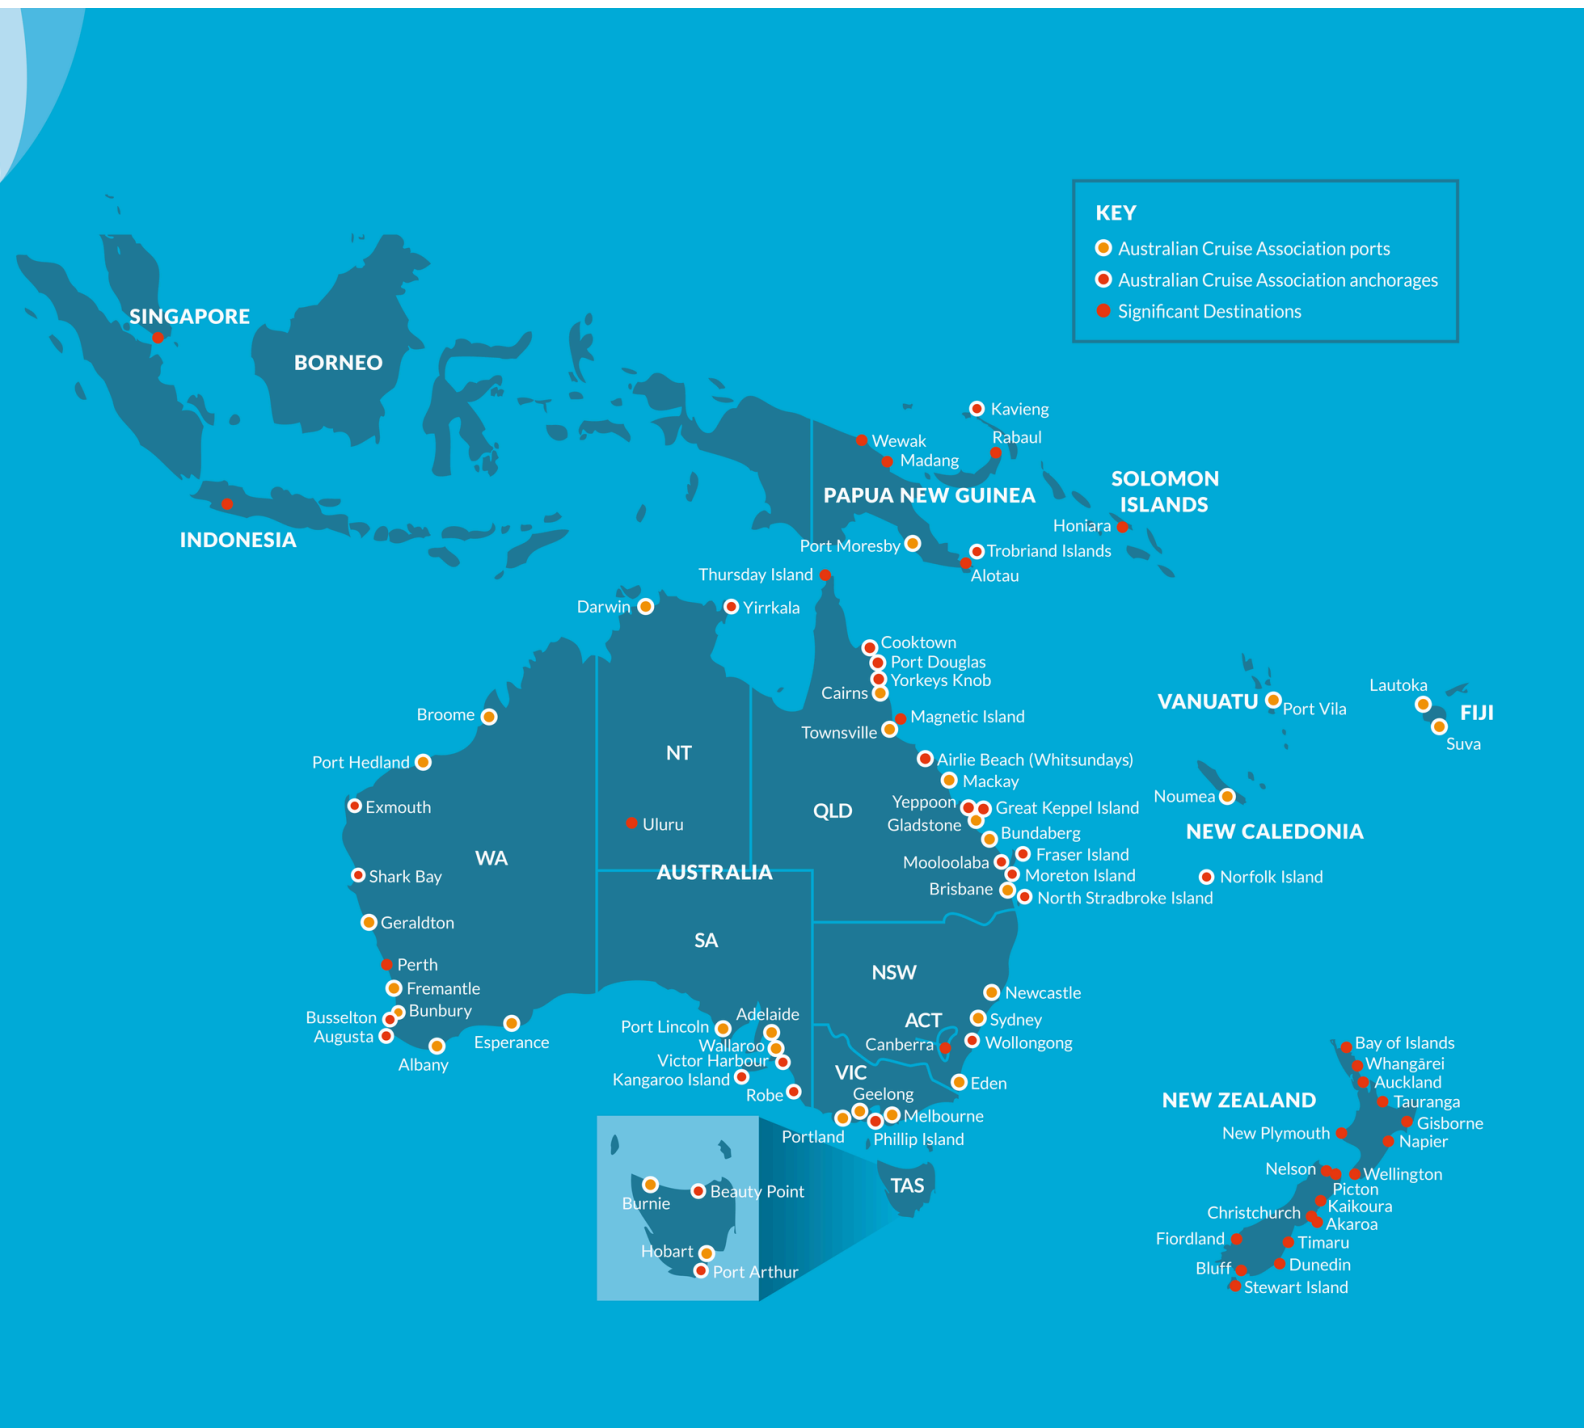 KEY
Australian Cruise Association ports
Australian Cruise Association anchorages
Significant Destinations
SINGAPORE
BORNEO
INDONESIA
Kavieng
Rabaul
Wewak
Madang
PAPUA NEW GUINEA
SOLOMON
ISLANDS
Honiara
Port Moresby
Trobriand Islands
Alotau
Thursday Island
Darwin
Yirrkala
Cooktown
Port Douglas
Yorkeys Knob
Cairns
Magnetic Island
Townsville
Airlie Beach (Whitsundays)
Mackay
Yeppoon
Great Keppel Island
Gladstone
Bundaberg
Fraser Island
Mooloolaba
Moreton Island
Brisbane
North Stradbroke Island
VANUATU
Port Vila
Lautoka
FIJI
Suva
Noumea
NEW CALEDONIA
Norfolk Island
Broome
Port Hedland
Exmouth
Shark Bay
Geraldton
Perth
Fremantle
Bunbury
Busselton
Augusta
Albany
Esperance
NT
QLD
Uluru
WA
AUSTRALIA
SA
NSW
ACT
Canberra
VIC
Newcastle
Sydney
Wollongong
Eden
Port Lincoln
Adelaide
Wallaroo
Victor Harbour
Kangaroo Island
Robe
Geelong
Melbourne
Portland
Phillip Island
TAS
Burnie
Beauty Point
Hobart
Port Arthur
NEW ZEALAND
Bay of Islands
Whangārei
Auckland
Tauranga
Gisborne
New Plymouth
Napier
Nelson
Wellington
Picton
Kaikoura
Christchurch
Akaroa
Fiordland
Timaru
Dunedin
Bluff
Stewart Island